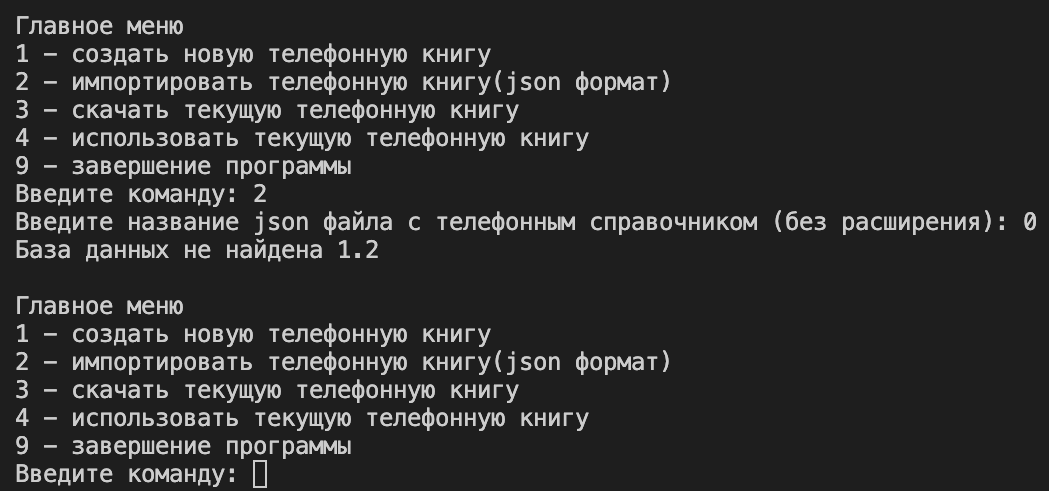 Главное меню
1 – создать новую телефонную книгу
2 – импортировать телефонную книгу(json формат)
3 – скачать текущую телефонную книгу
4 – использовать текущую телефонную книгу
9 – завершение программы
Введите команду: 2
Введите название json файла с телефонным справочником (без расширения): 0
База данных не найдена 1.2
Главное меню
1 – создать новую телефонную книгу
2 – импортировать телефонную книгу(json формат)
3 – скачать текущую телефонную книгу
4 – использовать текущую телефонную книгу
9 – завершение программы
Введите команду: